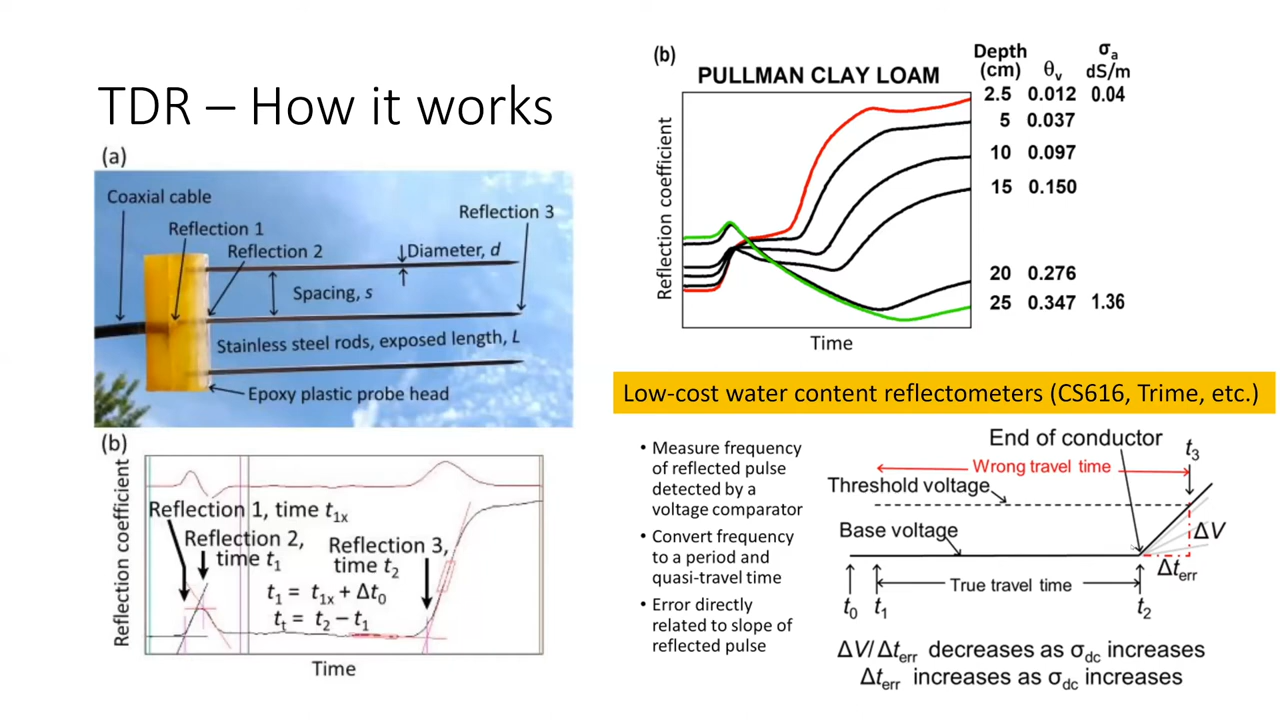 TDR – How it works
(a)
Coaxial cable
Reflection 1
Reflection 2
Reflection 3
Diameter, d
Spacing, s
Stainless steel rods, exposed length, L
Epoxy plastic probe head
(b)
Reflection coefficient
Reflection 1, time t1x
Reflection 2,
time t1
Reflection 3,
time t2
t1 = t1x + Δt0
tt = t2 – t1
Time
(b)
PULLMAN CLAY LOAM
Depth (cm) θv σa dS/m
2.5 0.012 0.04
5 0.037
10 0.097
15 0.150
20 0.276
25 0.347 1.36
Reflection coefficient
Time
Low-cost water content reflectometers (CS616, Trime, etc.)
• Measure frequency
of reflected pulse
detected by a
voltage comparator
• Convert frequency
to a period and
quasi-travel time
• Error directly
related to slope of
reflected pulse
End of conductor
t3
Wrong travel time
Threshold voltage
Base voltage
ΔV
Δterr
True travel time
t0 t1 t2
ΔV/Δterr decreases as σdc increases
Δterr increases as σdc increases